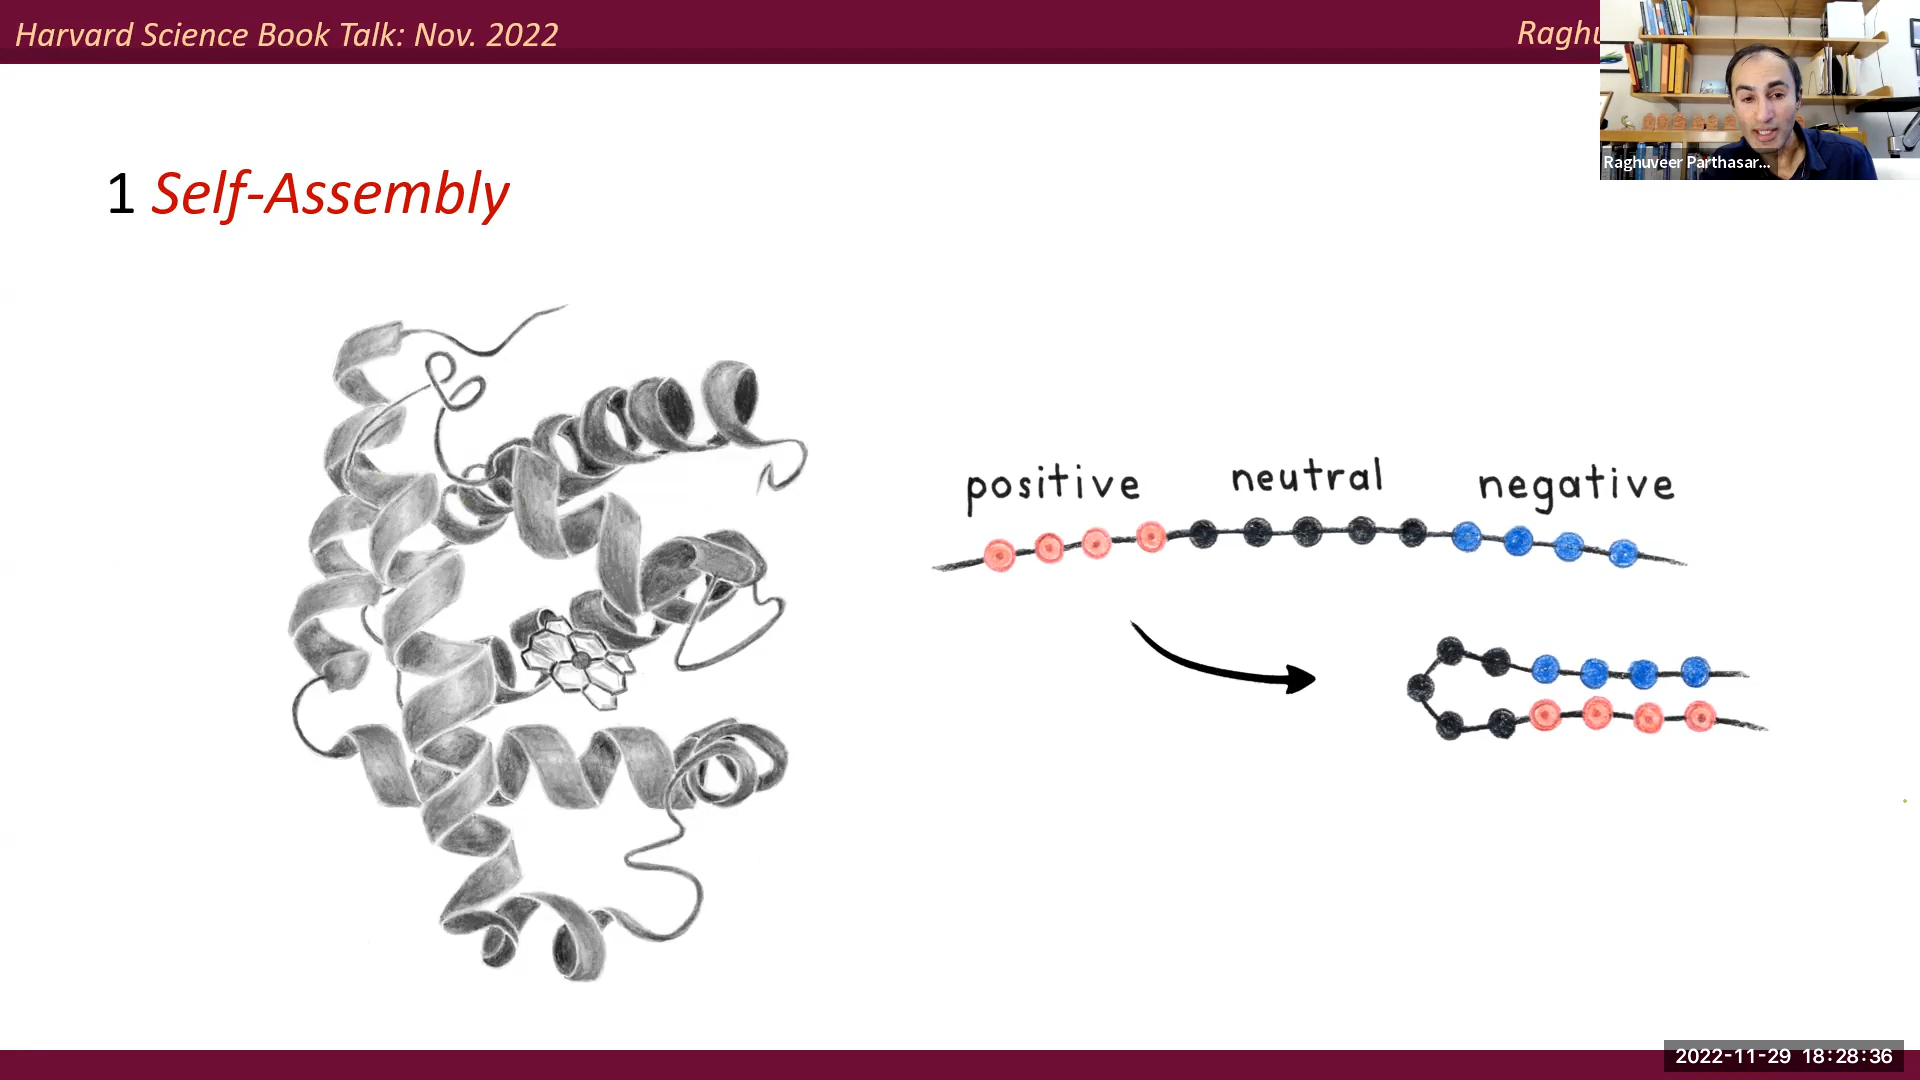 Harvard Science Book Talk: Nov. 2022
Raghu
Raghuveer Parthasar...
1 Self-Assembly
positive neutral negative
2022-11-29 18:28:36